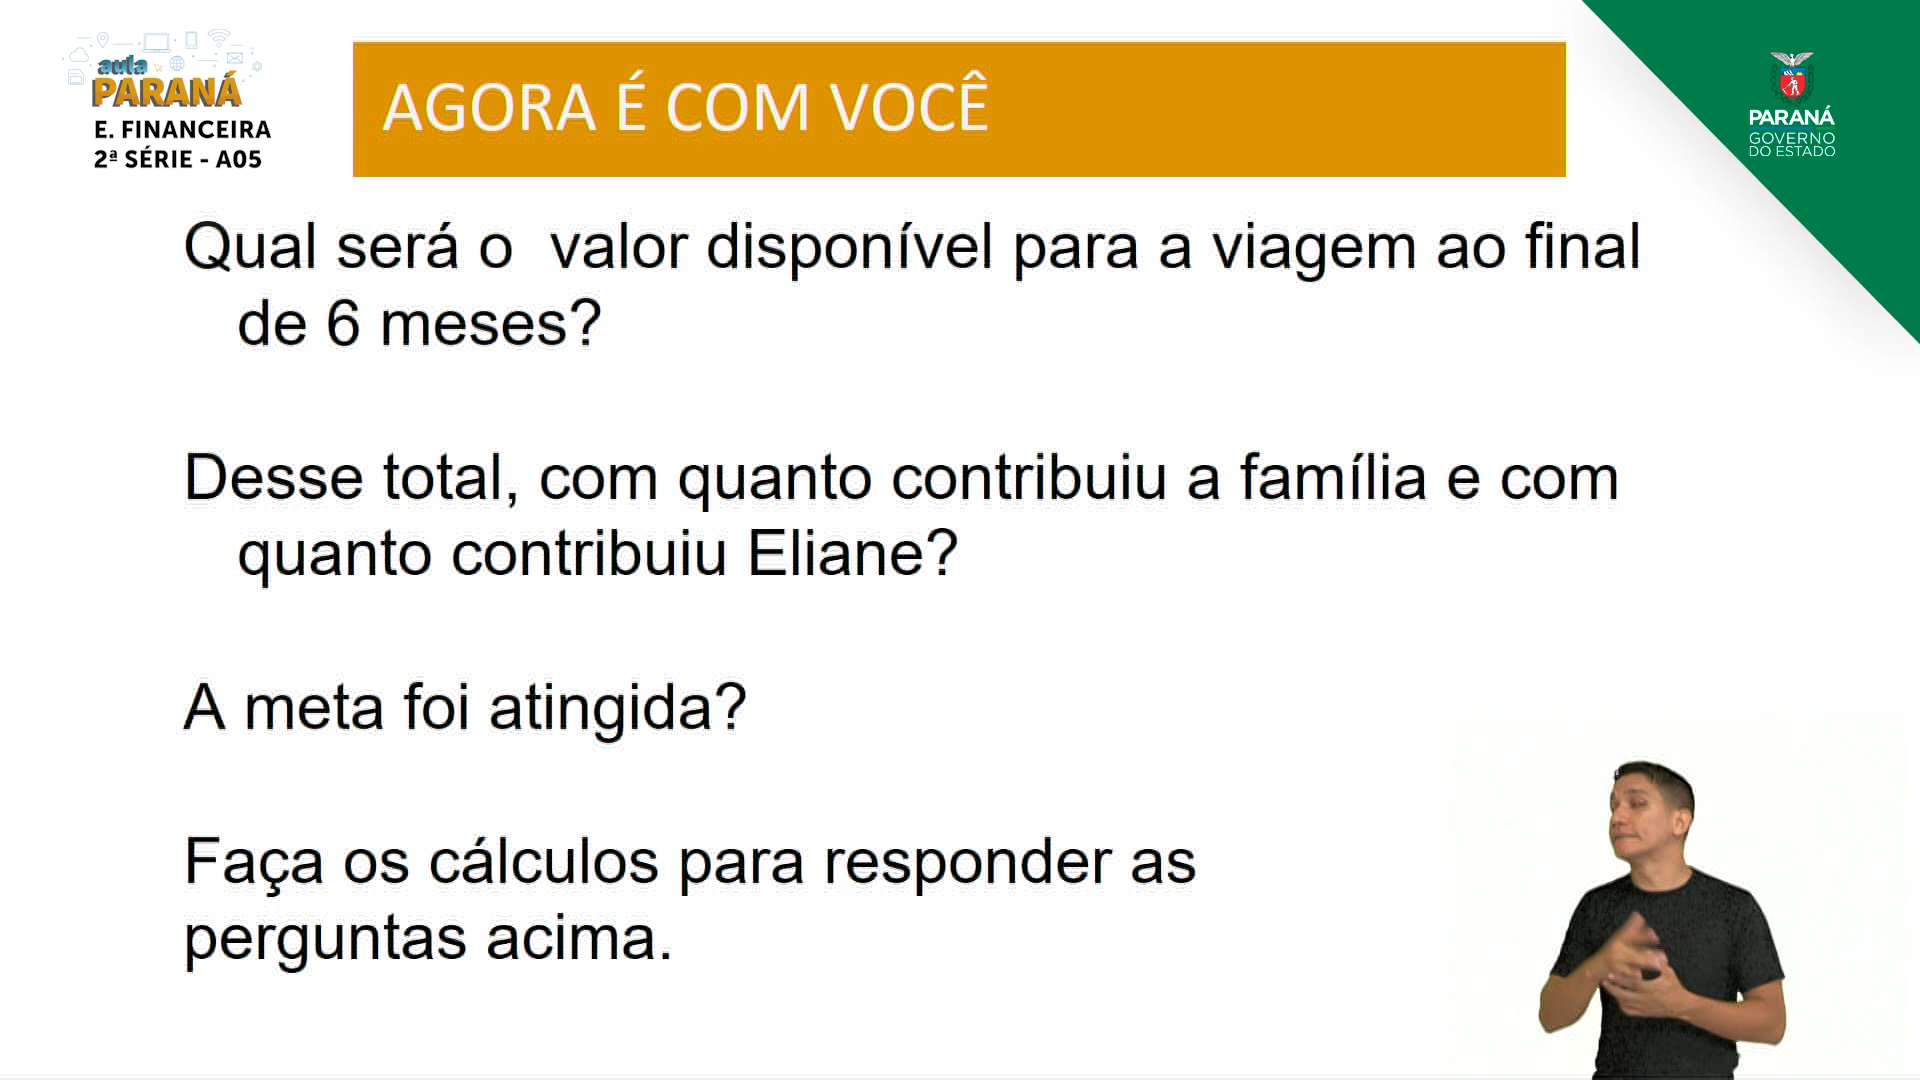 aula
PARANÁ
E. FINANCEIRA
2ª SÉRIE - A05
AGORA É COM VOCÊ
PARANÁ
GOVERNO
DO ESTADO
Qual será o  valor disponível para a viagem ao final
de 6 meses?
Desse total, com quanto contribuiu a família e com
quanto contribuiu Eliane?
A meta foi atingida?
Faça os cálculos para responder as
perguntas acima.